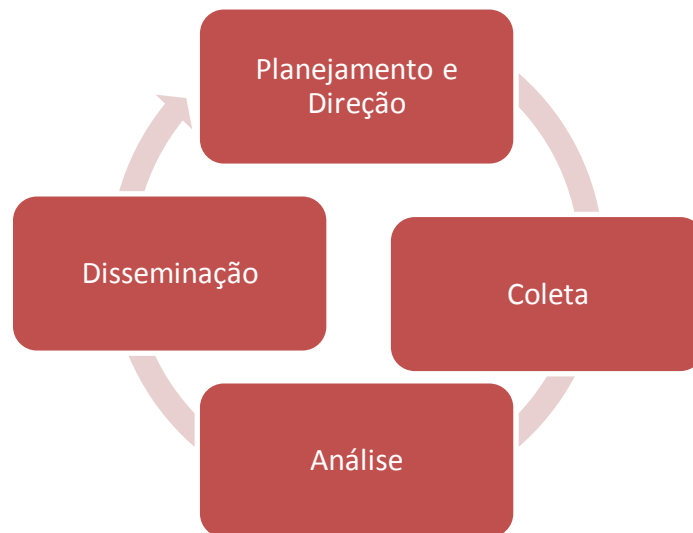 Planejamento e
Direção
Coleta
Análise
Disseminação